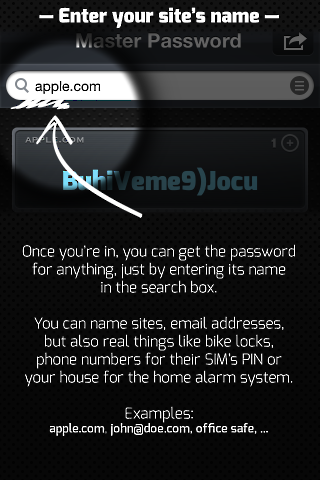 — Enter your site's name —
Master Password
apple.com
APPLE.COM
1
BuhiVeme9)Jocu
Once you're in, you can get the password
for anything, just by entering its name
in the search box.
You can name sites, email addresses,
but also real things like bike locks,
phone numbers for their SIM's PIN or
your house for the home alarm system.
Examples:
apple.com, john@doe.com, office safe, ...